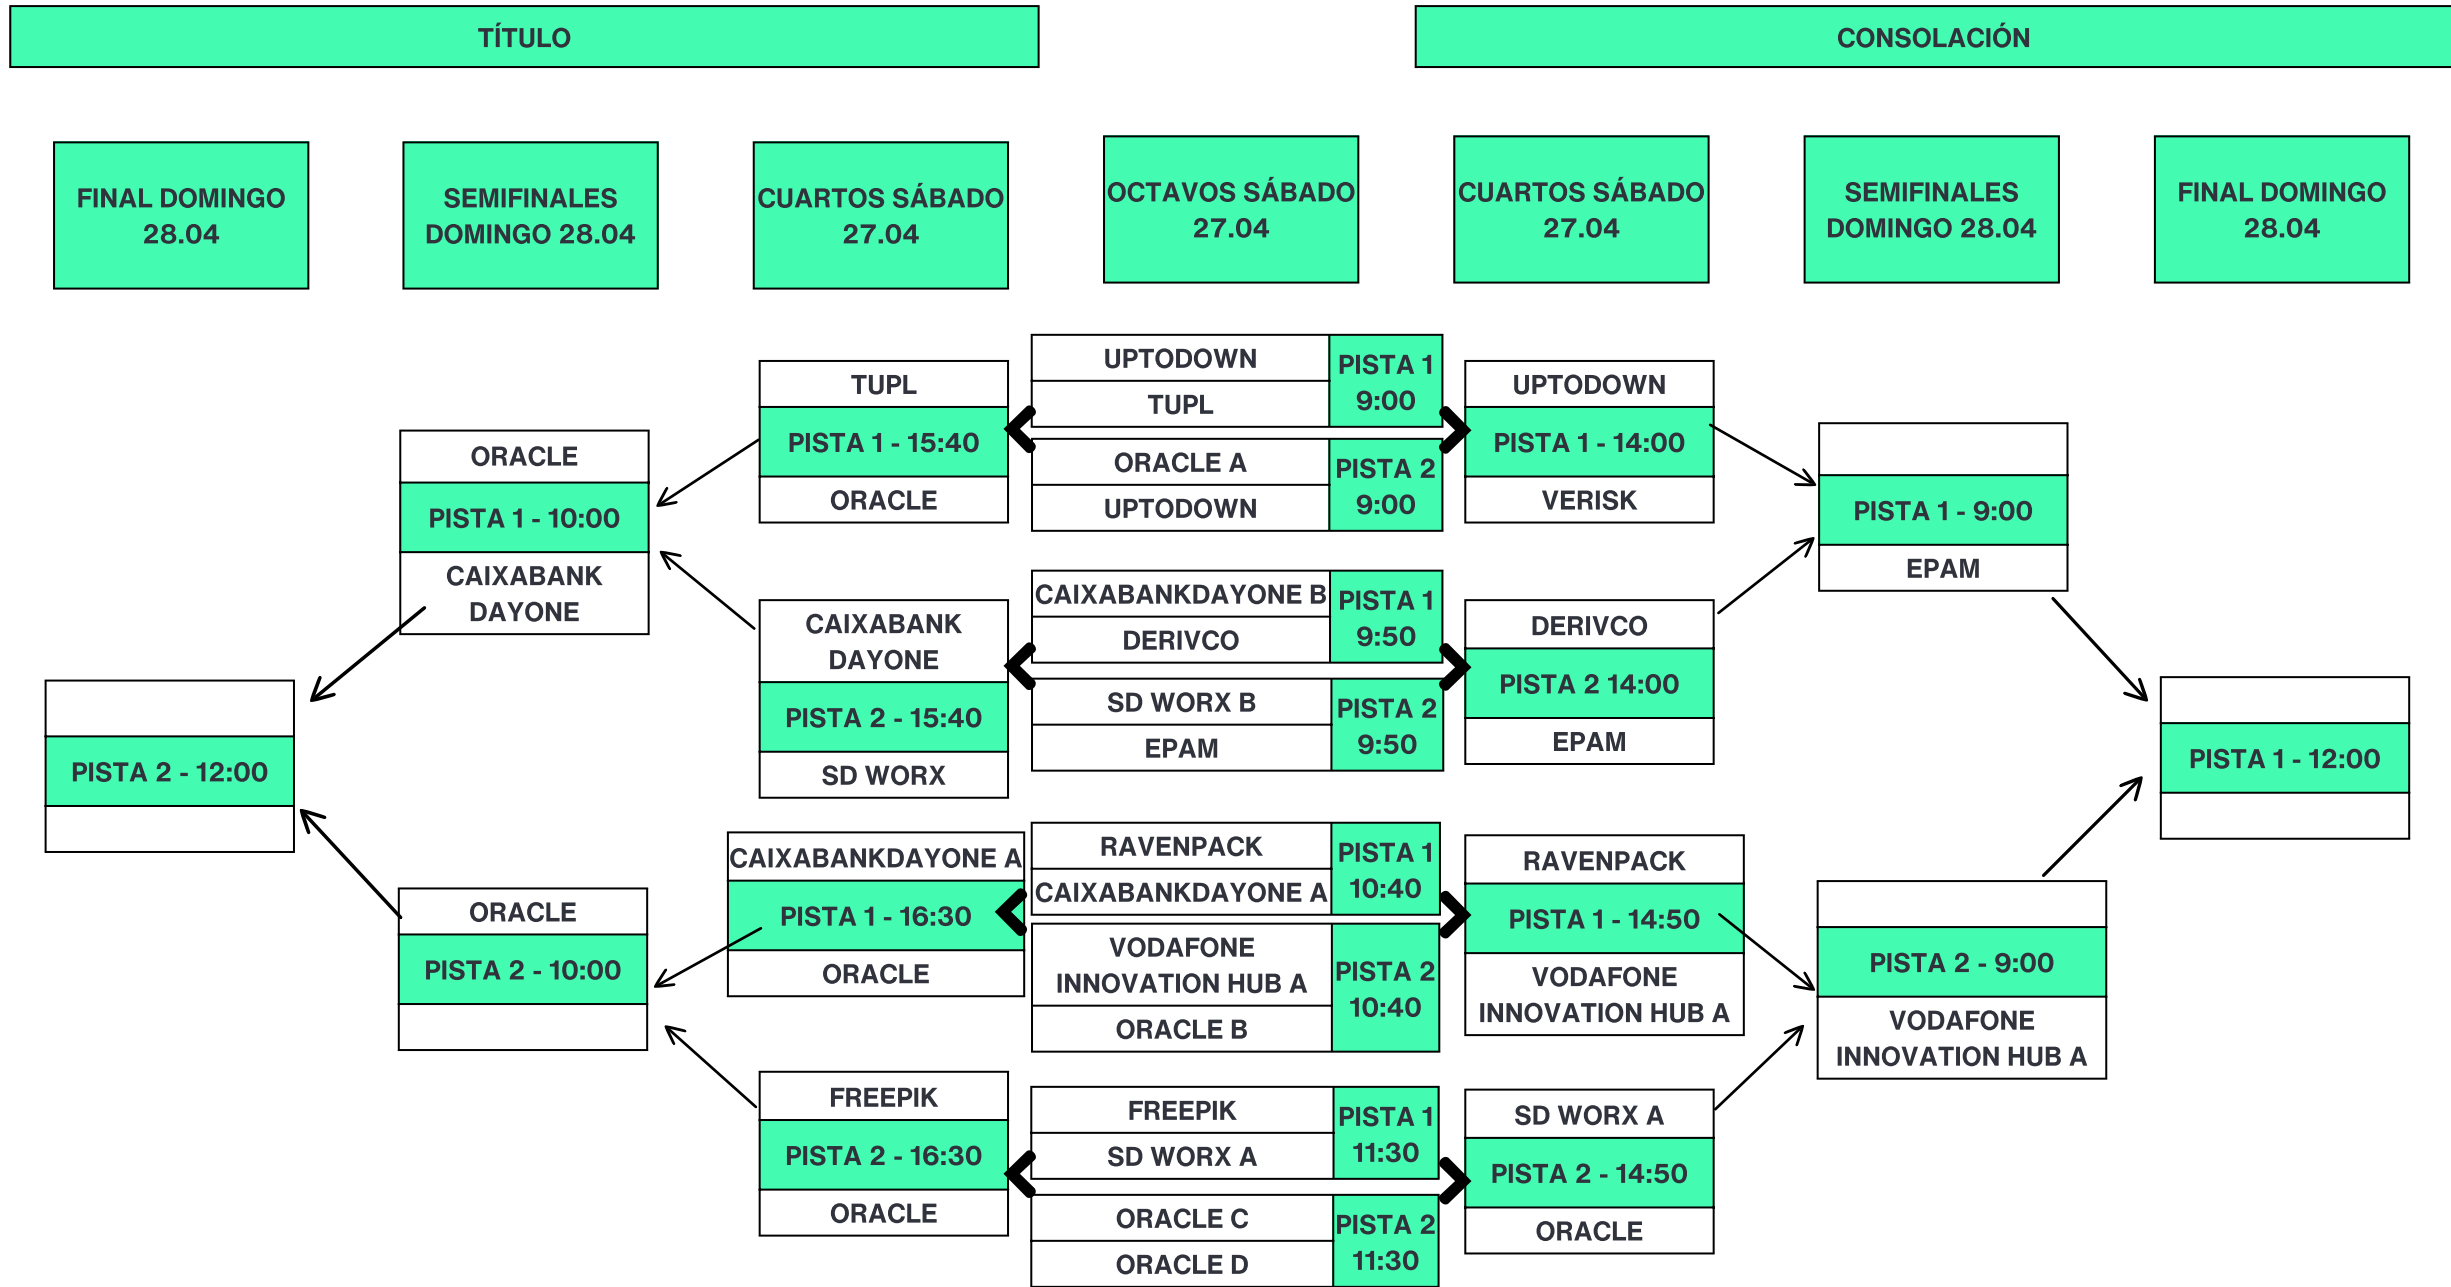 TÍTULO
CONSOLACIÓN
FINAL DOMINGO
28.04
SEMIFINALES
DOMINGO 28.04
CUARTOS SÁBADO
27.04
OCTAVOS SÁBADO
27.04
CUARTOS SÁBADO
27.04
SEMIFINALES
DOMINGO 28.04
FINAL DOMINGO
28.04
PISTA 2 - 12:00
ORACLE
PISTA 1 - 10:00
CAIXABANK
DAYONE
ORACLE
PISTA 2 - 10:00
TUPL
PISTA 1 - 15:40
ORACLE
CAIXABANK
DAYONE
PISTA 2 - 15:40
SD WORX
CAIXABANKDAYONE A
PISTA 1 - 16:30
ORACLE
FREEPIK
PISTA 2 - 16:30
ORACLE
UPTODOWN
TUPL
PISTA 1
9:00
ORACLE A
UPTODOWN
PISTA 2
9:00
CAIXABANKDAYONE B
DERIVCO
PISTA 1
9:50
SD WORX B
EPAM
PISTA 2
9:50
RAVENPACK
CAIXABANKDAYONE A
PISTA 1
10:40
VODAFONE
INNOVATION HUB A
ORACLE B
PISTA 2
10:40
FREEPIK
SD WORX A
PISTA 1
11:30
ORACLE C
ORACLE D
PISTA 2
11:30
UPTODOWN
PISTA 1 - 14:00
VERISK
DERIVCO
PISTA 2 14:00
EPAM
RAVENPACK
PISTA 1 - 14:50
VODAFONE
INNOVATION HUB A
SD WORX A
PISTA 2 - 14:50
ORACLE
PISTA 1 - 9:00
EPAM
PISTA 2 - 9:00
VODAFONE
INNOVATION HUB A
PISTA 1 - 12:00